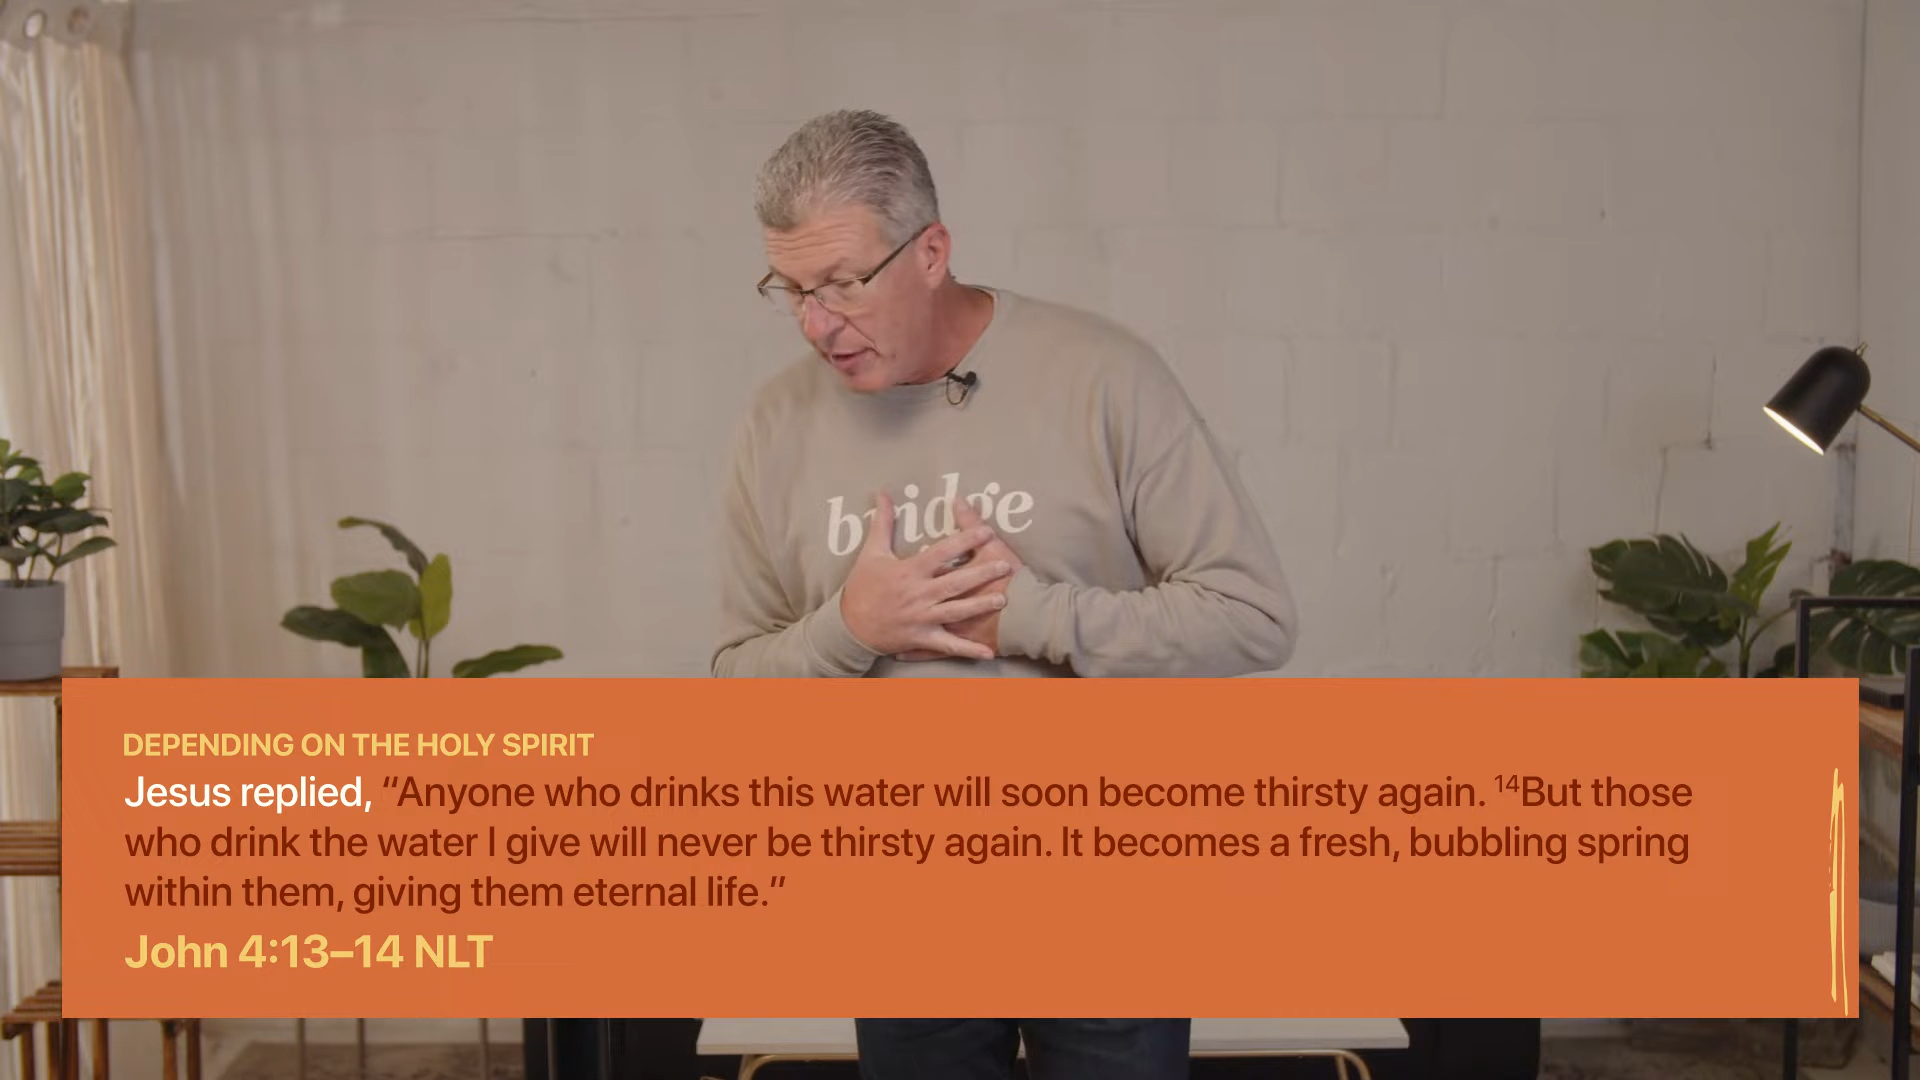 bridge
DEPENDING ON THE HOLY SPIRIT
Jesus replied, “Anyone who drinks this water will soon become thirsty again. ¹⁴But those
who drink the water I give will never be thirsty again. It becomes a fresh, bubbling spring
within them, giving them eternal life.”
John 4:13–14 NLT